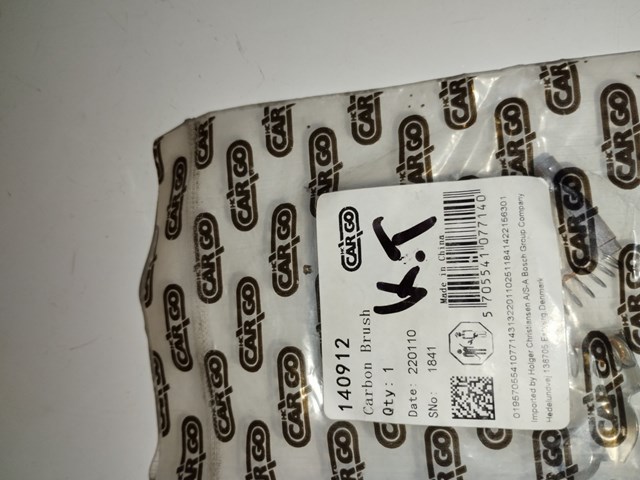 HC
CARGO
K.T
140912
Carbon Brush
Qty: 1
Date: 220110
SNo: 1841
Made in China
5 705541 077140
Imported by Holger Christiansen A/S-A Bosch Group Company